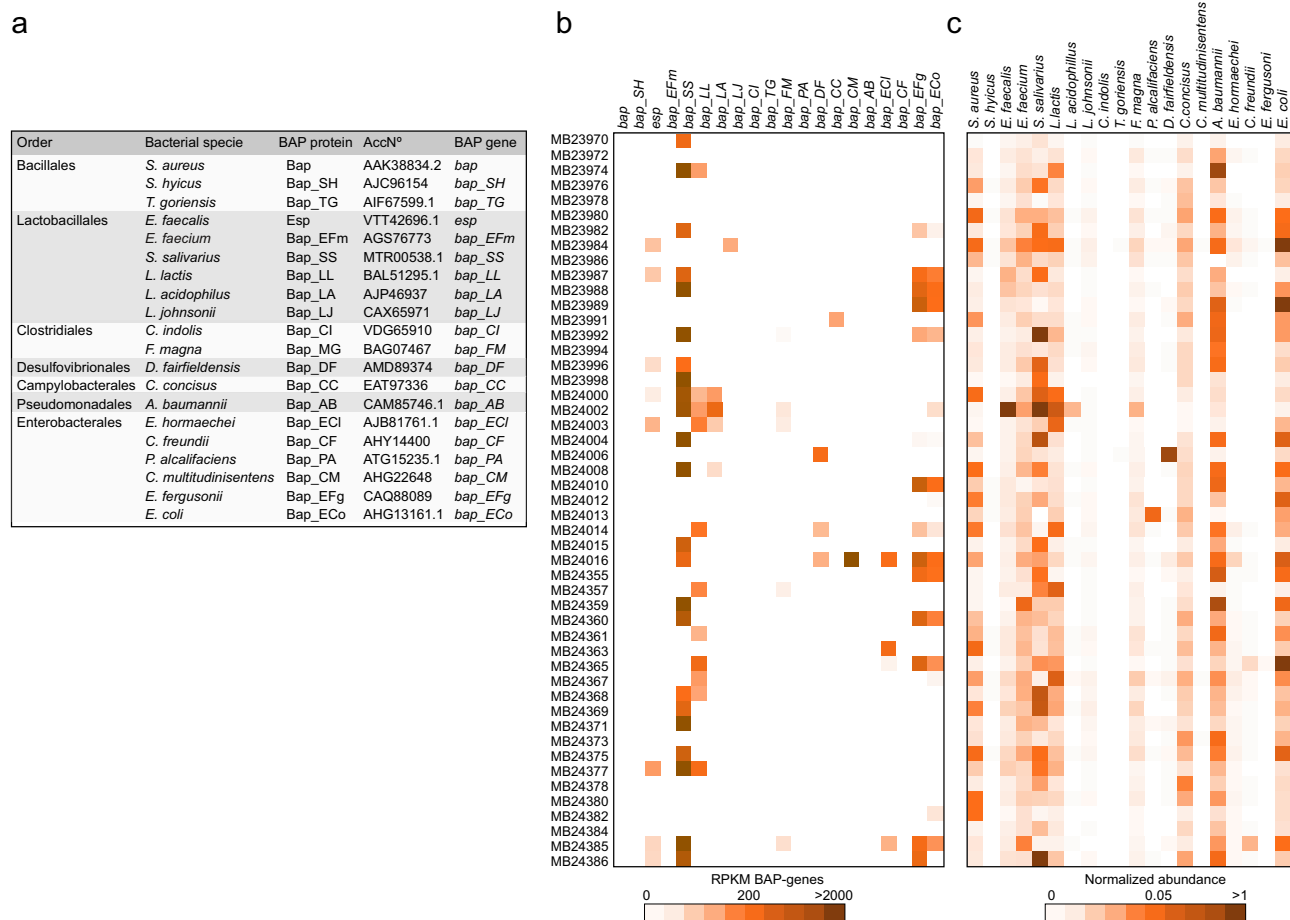 a
b
c
Order Bacterial specie BAP protein AccNº BAP gene
Bacillales S. aureus Bap AAK38834.2 bap
S. hyicus Bap_SH AJC96154 bap_SH
T. goriensis Bap_TG AIF67599.1 bap_TG
Lactobacillales E. faecalis Esp VTT42696.1 esp
E. faecium Bap_EFm AGS76773 bap_EFm
S. salivarius Bap_SS MTR00538.1 bap_SS
L. lactis Bap_LL BAL51295.1 bap_LL
L. acidophilus Bap_LA AJP46937 bap_LA
L. johnsonii Bap_LJ CAX65971 bap_LJ
Clostridiales C. indolis Bap_CI VDG65910 bap_CI
F. magna Bap_MG BAG07467 bap_FM
Desulfovibrionales D. fairfieldensis Bap_DF AMD89374 bap_DF
Campylobacterales C. concisus Bap_CC EAT97336 bap_CC
Pseudomonadales A. baumannii Bap_AB CAM85746.1 bap_AB
Enterobacterales E. hormaechei Bap_ECl AJB81761.1 bap_ECl
C. freundii Bap_CF AHY14400 bap_CF
P. alcalifaciens Bap_PA ATG15235.1 bap_PA
C. multitudinisentens Bap_CM AHG22648 bap_CM
E. fergusonii Bap_EFg CAQ88089 bap_EFg
E. coli Bap_ECo AHG13161.1 bap_ECo
bap
bap_SH
esp
bap_EFm
bap_SS
bap_LL
bap_LA
bap_LJ
bap_CI
bap_TG
bap_FM
bap_PA
bap_DF
bap_CC
bap_CM
bap_AB
bap_ECl
bap_CF
bap_EFg
bap_ECo
MB23970
MB23972
MB23974
MB23976
MB23978
MB23980
MB23982
MB23984
MB23986
MB23987
MB23988
MB23989
MB23991
MB23992
MB23994
MB23996
MB23998
MB24000
MB24002
MB24003
MB24004
MB24006
MB24008
MB24010
MB24012
MB24013
MB24014
MB24015
MB24016
MB24355
MB24357
MB24359
MB24360
MB24361
MB24363
MB24365
MB24367
MB24368
MB24369
MB24371
MB24373
MB24375
MB24377
MB24378
MB24380
MB24382
MB24384
MB24385
MB24386
RPKM BAP-genes
0 200 >2000
S. aureus
S. hyicus
E. faecalis
E. faecium
S. salivarius
L.lactis
L. acidophillus
L. johnsonii
C. indolis
T. goriensis
F. magna
P. alcalifaciens
D. fairfieldensis
C.concisus
C. multitudinisentens
A. baumannii
E. hormaechei
C. freundii
E. fergusoni
E. coli
Normalized abundance
0 0.05 >1